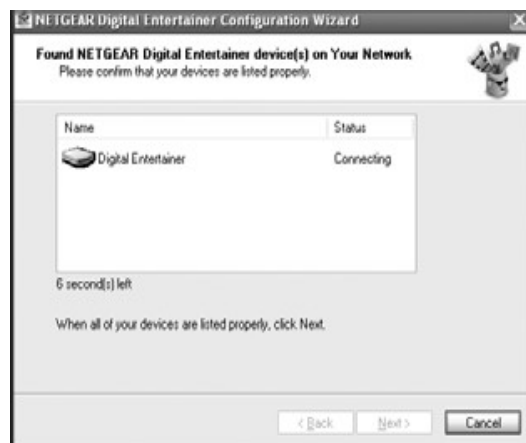 NETGEAR Digital Entertainer Configuration Wizard
Found NETGEAR Digital Entertainer device(s) on Your Network
Please confirm that your devices are listed properly.
Name Status
Digital Entertainer Connecting
6 second(s) left
When all of your devices are listed properly, click Next.
< Back Next > Cancel